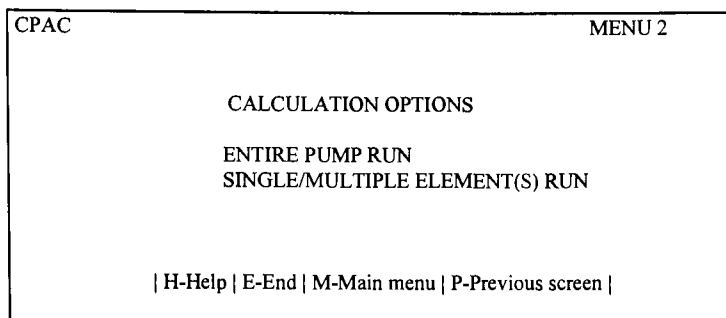 CPAC MENU 2
CALCULATION OPTIONS
ENTIRE PUMP RUN
SINGLE/MULTIPLE ELEMENT(S) RUN
| H-Help | E-End | M-Main menu | P-Previous screen |